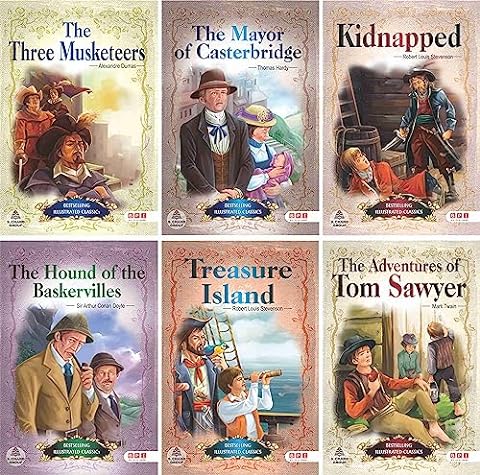 The
Three Musketeers
Alexandre Dumas
BESTSELLING
ILLUSTRATED CLASSICS
The Mayor
of Casterbridge
Thomas Hardy
BESTSELLING
ILLUSTRATED CLASSICS
Kidnapped
Robert Louis Stevenson
BESTSELLING
ILLUSTRATED CLASSICS
The Hound of the
Baskervilles
Sir Arthur Conan Doyle
BESTSELLING
ILLUSTRATED CLASSICS
Treasure
Island
Robert Louis Stevenson
BESTSELLING
ILLUSTRATED CLASSICS
The Adventures of
Tom Sawyer
Mark Twain
BESTSELLING
ILLUSTRATED CLASSICS